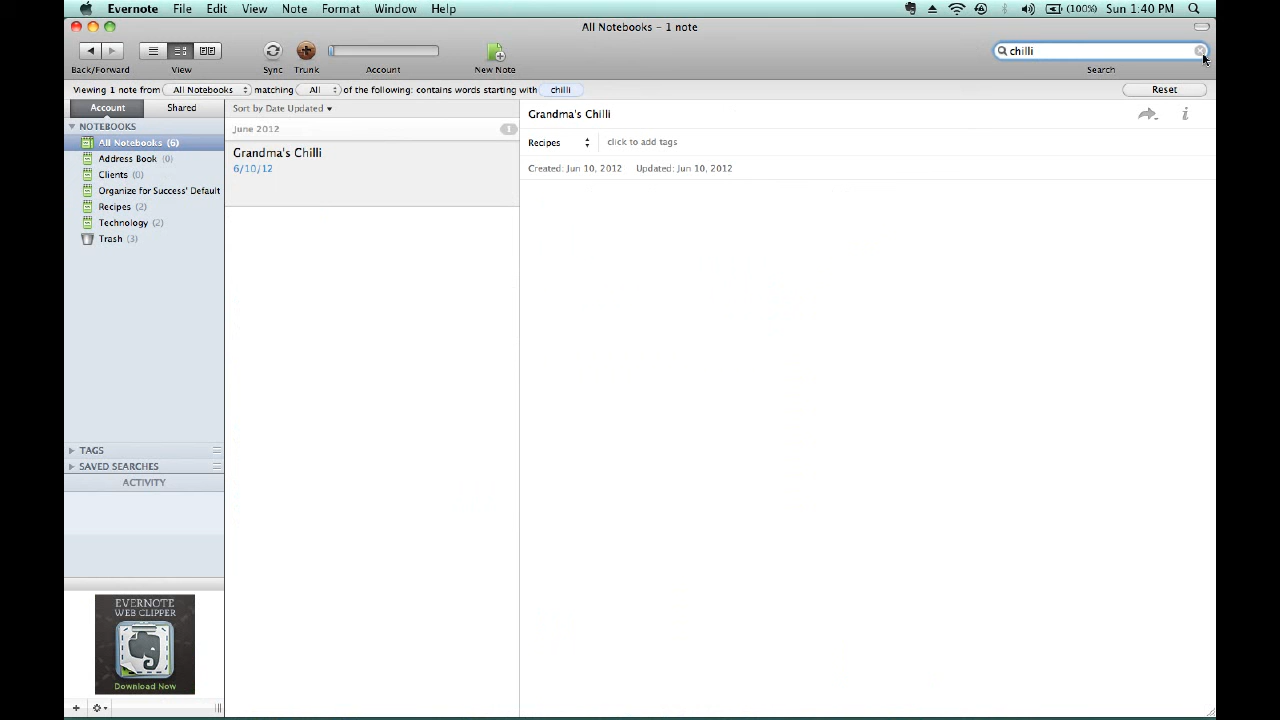 Evernote File Edit View Note Format Window Help (100%) Sun 1:40 PM
All Notebooks – 1 note
chilli
Back/Forward View Sync Trunk Account New Note Search
Viewing 1 note from All Notebooks matching All of the following: contains words starting with chilli Reset
Account Shared
NOTEBOOKS
All Notebooks (6)
Address Book (0)
Clients (0)
Organize for Success' Default
Recipes (2)
Technology (2)
Trash (3)
TAGS
SAVED SEARCHES
ACTIVITY
EVERNOTE
WEB CLIPPER
Download Now
Sort by Date Updated
June 2012 1
Grandma's Chilli
6/10/12
Grandma's Chilli
Recipes click to add tags
Created: Jun 10, 2012 Updated: Jun 10, 2012